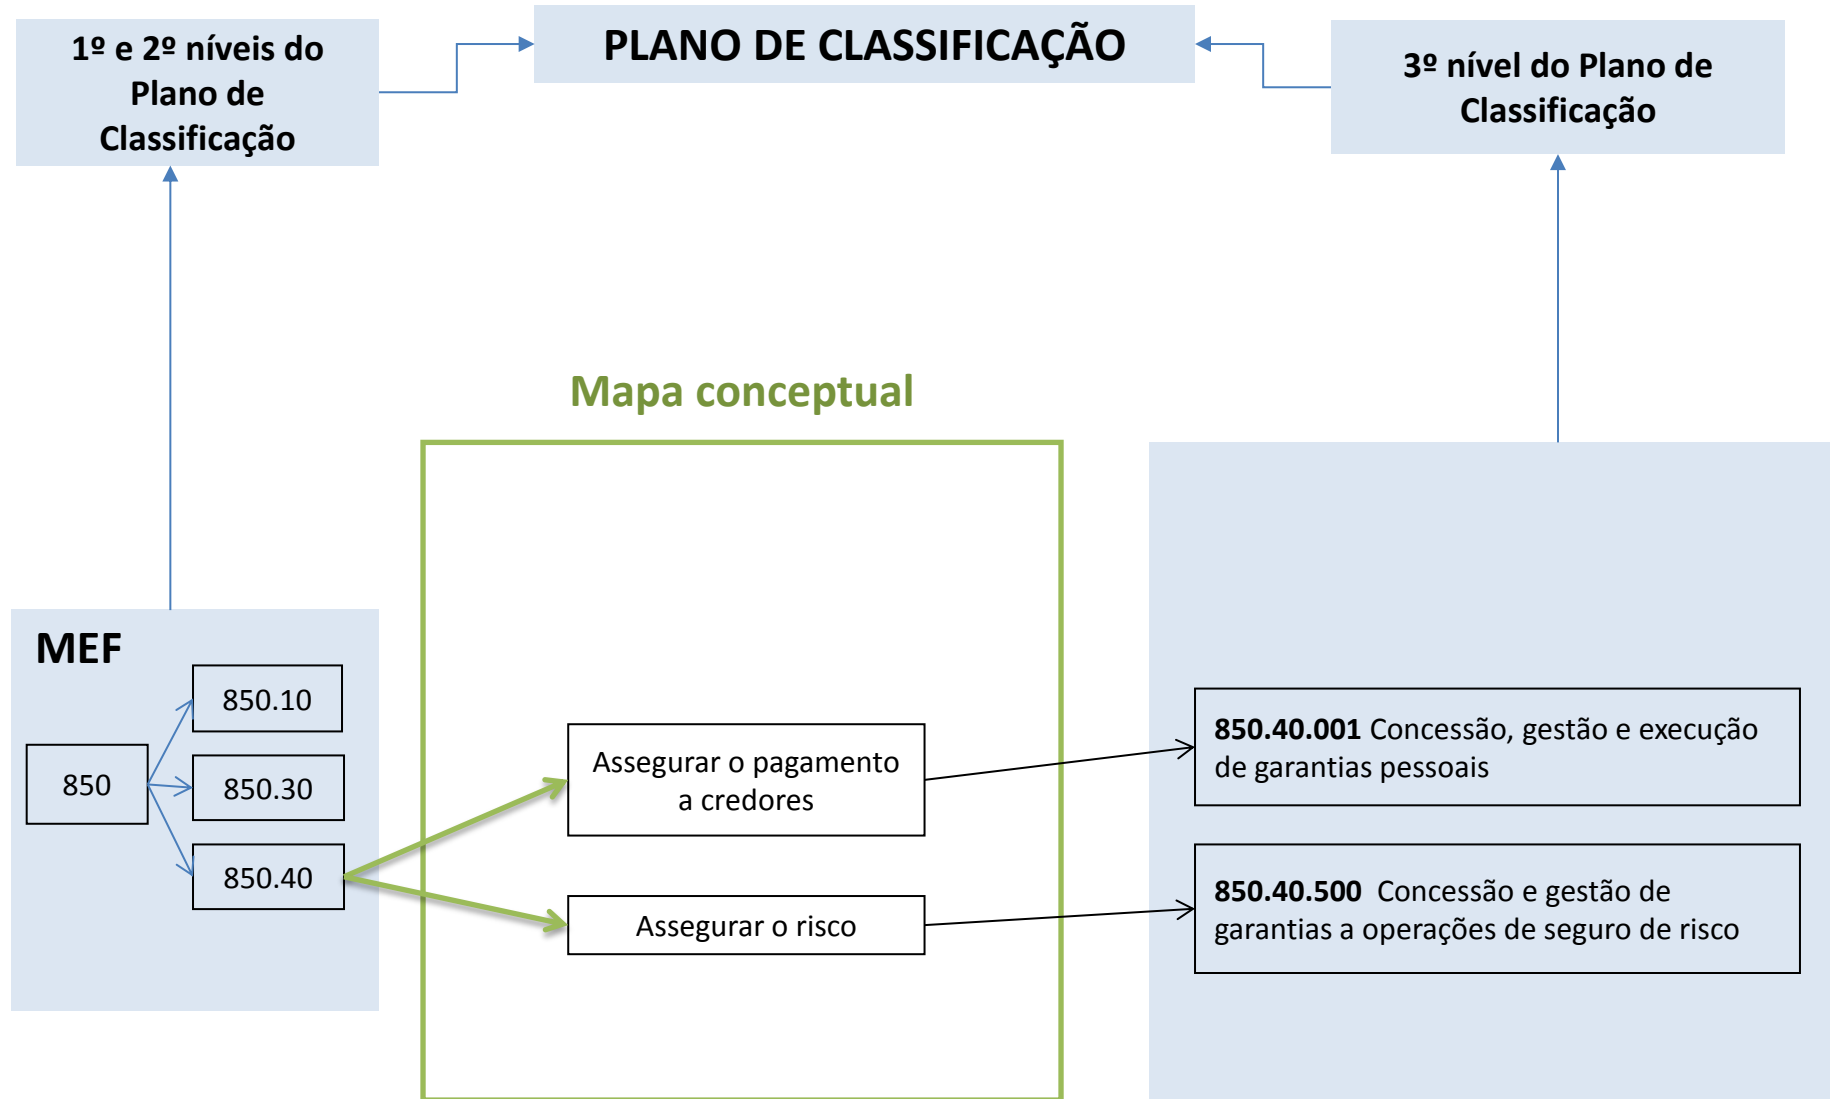 1º e 2º níveis do
Plano de
Classificação
PLANO DE CLASSIFICAÇÃO
3º nível do Plano de
Classificação
Mapa conceptual
MEF
850
850.10
850.30
850.40
Assegurar o pagamento
a credores
Assegurar o risco
850.40.001 Concessão, gestão e execução
de garantias pessoais
850.40.500 Concessão e gestão de
garantias a operações de seguro de risco